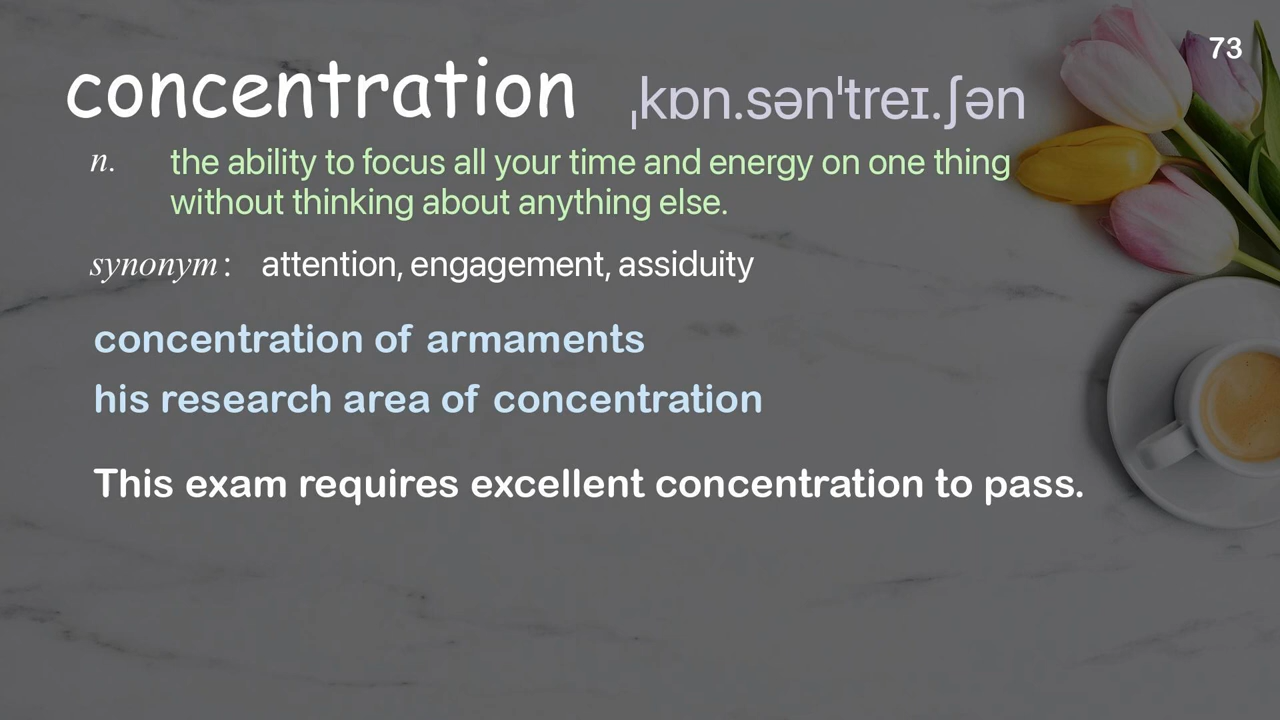 73
concentration ˌkɒn.sənˈtreɪ.ʃən
n. the ability to focus all your time and energy on one thing
without thinking about anything else.
synonym: attention, engagement, assiduity
concentration of armaments
his research area of concentration
This exam requires excellent concentration to pass.